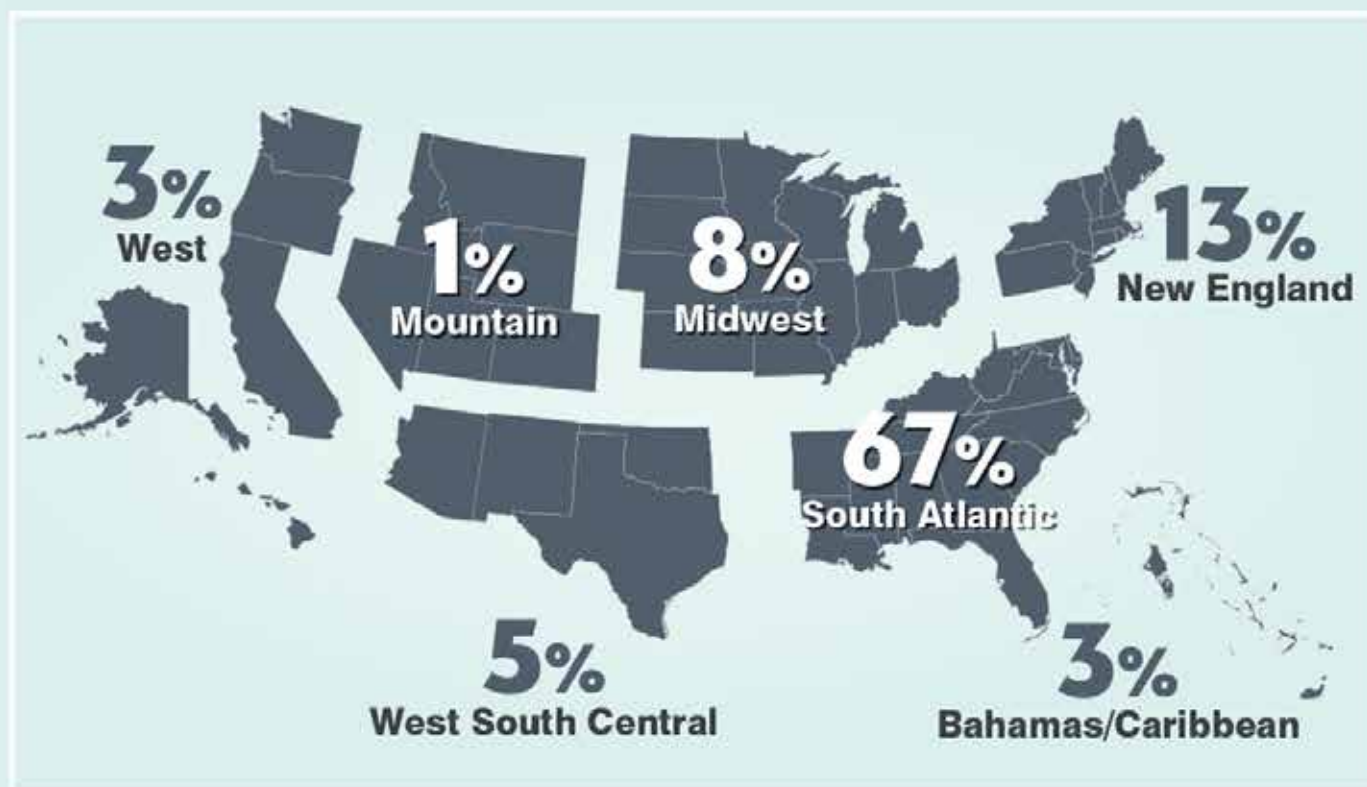 3%
West
1%
Mountain
8%
Midwest
13%
New England
67%
South Atlantic
5%
West South Central
3%
Bahamas/Caribbean